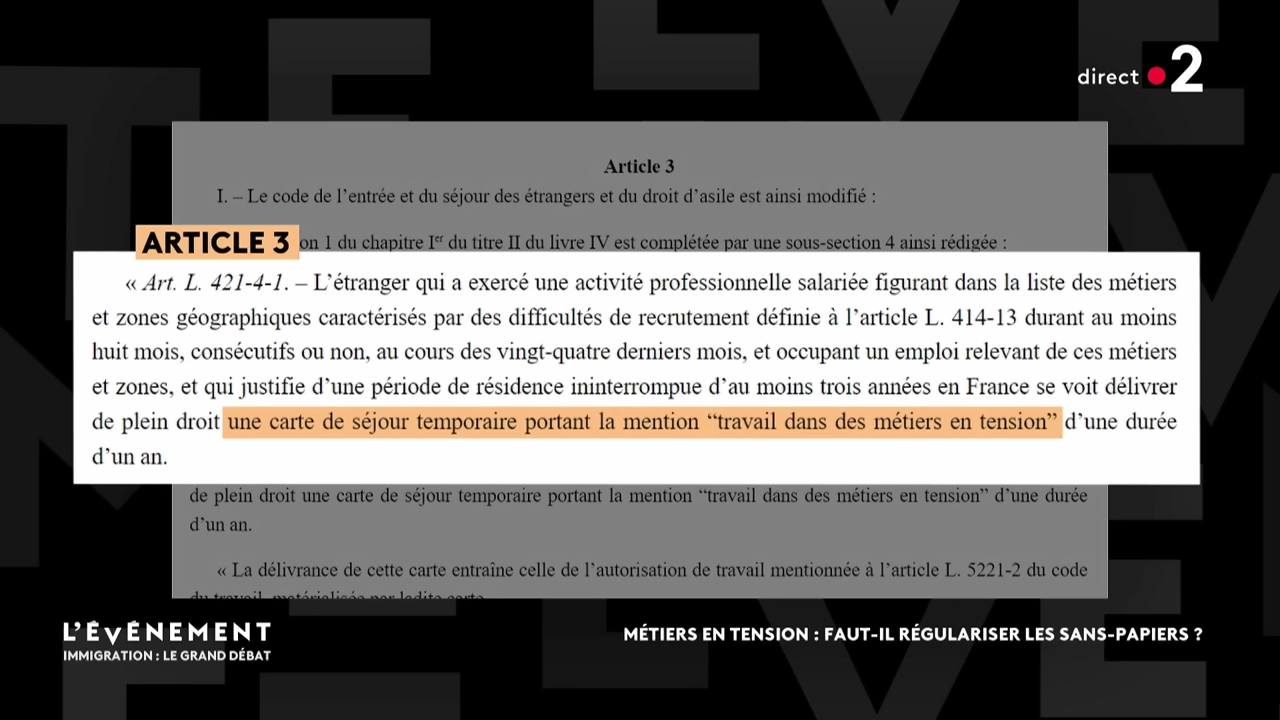 direct 2
Article 3
I. – Le code de l’entrée et du séjour des étrangers et du droit d’asile est ainsi modifié :
ARTICLE 3
on 1 du chapitre Ier du titre II du livre IV est complétée par une sous-section 4 ainsi rédigée :
« Art. L. 421-4-1. – L’étranger qui a exercé une activité professionnelle salariée figurant dans la liste des métiers
et zones géographiques caractérisés par des difficultés de recrutement définie à l’article L. 414-13 durant au moins
huit mois, consécutifs ou non, au cours des vingt-quatre derniers mois, et occupant un emploi relevant de ces métiers
et zones, et qui justifie d’une période de résidence ininterrompue d’au moins trois années en France se voit délivrer
de plein droit une carte de séjour temporaire portant la mention “travail dans des métiers en tension” d’une durée
d’un an.
de plein droit une carte de séjour temporaire portant la mention “travail dans des métiers en tension” d’une durée
d’un an.
« La délivrance de cette carte entraîne celle de l’autorisation de travail mentionnée à l’article L. 5221-2 du code
du travail, matérialisée par ladite carte.
L’ÉVÉNEMENT
IMMIGRATION : LE GRAND DÉBAT
MÉTIERS EN TENSION : FAUT-IL RÉGULARISER LES SANS-PAPIERS ?